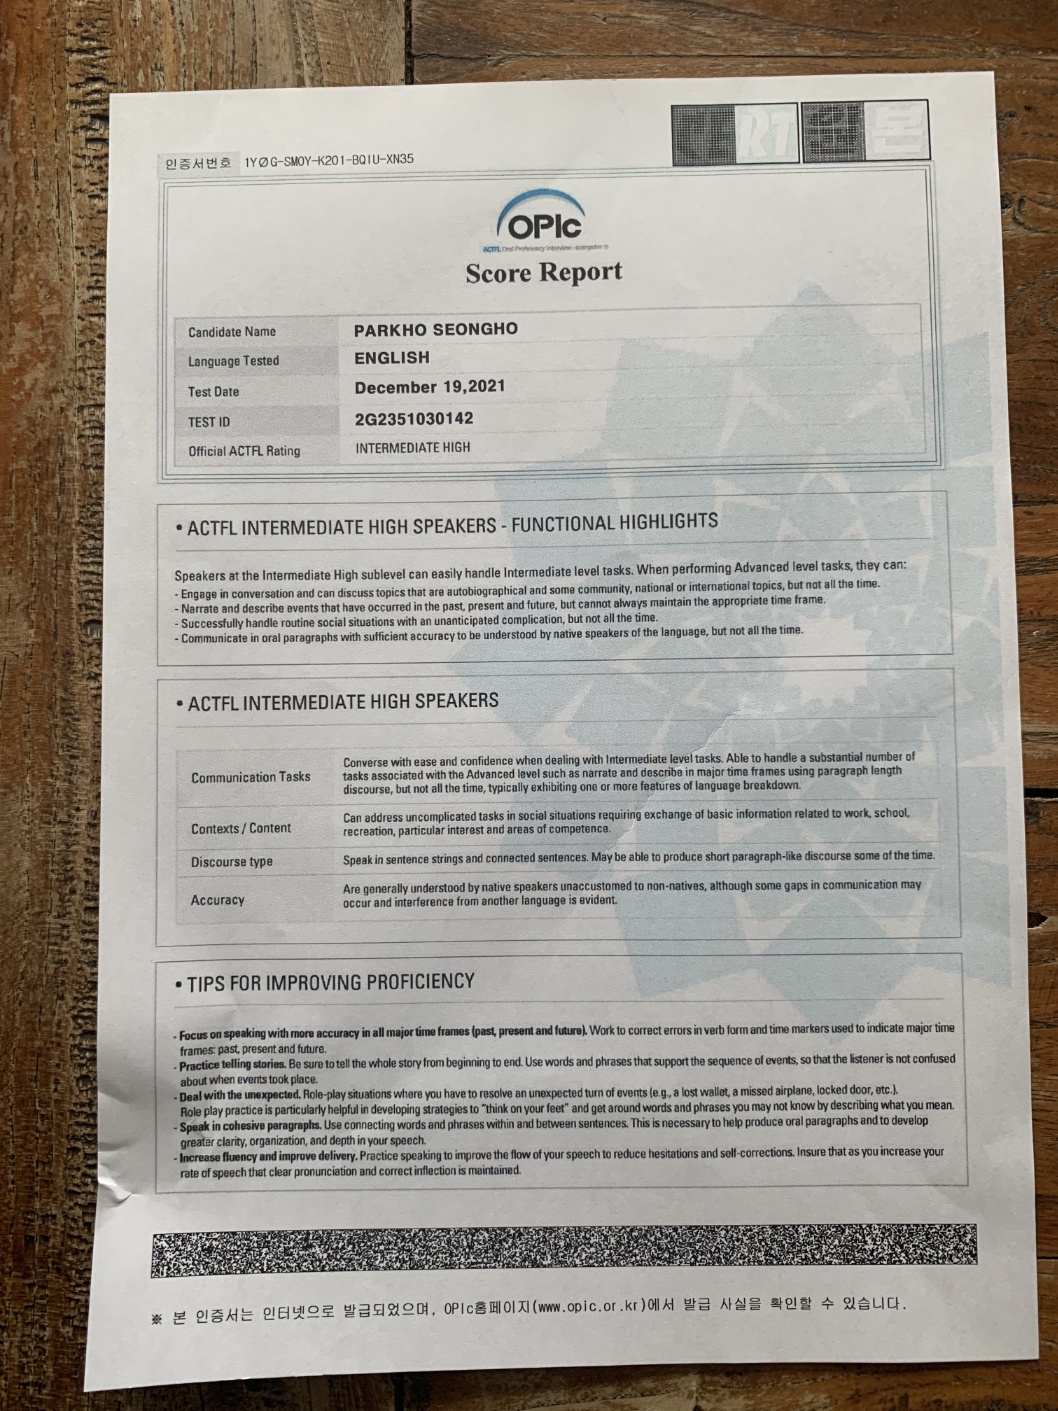 인증서번호 1YØG-SMOY-K201-BQIU-XN35
RT 원 본
OPIc
ACTFL Oral Proficiency Interview-computer®
Score Report
Candidate Name PARKHO SEONGHO
Language Tested ENGLISH
Test Date December 19,2021
TEST ID 2G2351030142
Official ACTFL Rating INTERMEDIATE HIGH
• ACTFL INTERMEDIATE HIGH SPEAKERS - FUNCTIONAL HIGHLIGHTS
Speakers at the Intermediate High sublevel can easily handle Intermediate level tasks. When performing Advanced level tasks, they can:
- Engage in conversation and can discuss topics that are autobiographical and some community, national or international topics, but not all the time.
- Narrate and describe events that have occurred in the past, present and future, but cannot always maintain the appropriate time frame.
- Successfully handle routine social situations with an unanticipated complication, but not all the time.
- Communicate in oral paragraphs with sufficient accuracy to be understood by native speakers of the language, but not all the time.
• ACTFL INTERMEDIATE HIGH SPEAKERS
Communication Tasks
Converse with ease and confidence when dealing with Intermediate level tasks. Able to handle a substantial number of
tasks associated with the Advanced level such as narrate and describe in major time frames using paragraph length
discourse, but not all the time, typically exhibiting one or more features of language breakdown.
Contexts / Content
Can address uncomplicated tasks in social situations requiring exchange of basic information related to work, school,
recreation, particular interest and areas of competence.
Discourse type Speak in sentence strings and connected sentences. May be able to produce short paragraph-like discourse some of the time.
Accuracy
Are generally understood by native speakers unaccustomed to non-natives, although some gaps in communication may
occur and interference from another language is evident.
• TIPS FOR IMPROVING PROFICIENCY
- Focus on speaking with more accuracy in all major time frames (past, present and future). Work to correct errors in verb form and time markers used to indicate major time
frames: past, present and future.
- Practice telling stories. Be sure to tell the whole story from beginning to end. Use words and phrases that support the sequence of events, so that the listener is not confused
about when events took place.
- Deal with the unexpected. Role-play situations where you have to resolve an unexpected turn of events (e.g., a lost wallet, a missed airplane, locked door, etc.).
Role play practice is particularly helpful in developing strategies to "think on your feet" and get around words and phrases you may not know by describing what you mean.
- Speak in cohesive paragraphs. Use connecting words and phrases within and between sentences. This is necessary to help produce oral paragraphs and to develop
greater clarity, organization, and depth in your speech.
- Increase fluency and improve delivery. Practice speaking to improve the flow of your speech to reduce hesitations and self-corrections. Insure that as you increase your
rate of speech that clear pronunciation and correct inflection is maintained.
※ 본 인증서는 인터넷으로 발급되었으며, OPIc홈페이지(www.opic.or.kr)에서 발급 사실을 확인할 수 있습니다.